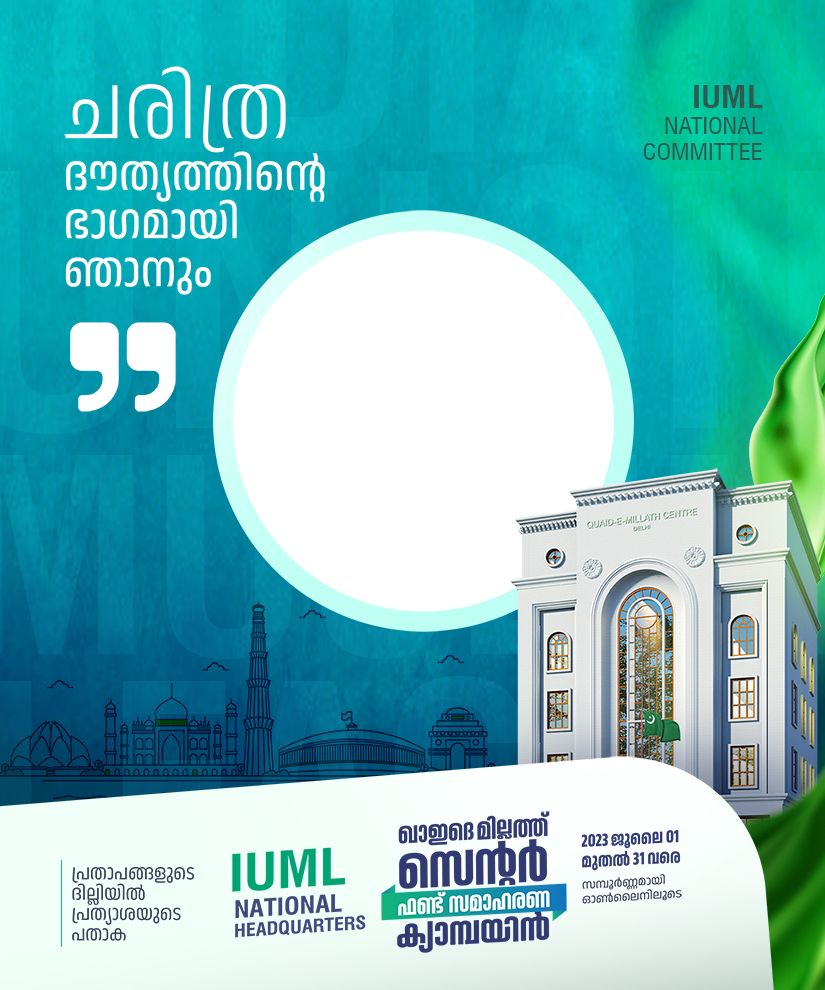 ചരിത്ര
ദൗത്യത്തിന്റെ
ഭാഗമായി
ഞാനും
IUML
NATIONAL
COMMITTEE
QUAID-E-MILLATH CENTRE
DELHI
പ്രതാപങ്ങളുടെ
ദില്ലിയിൽ
പ്രത്യാശയുടെ
പതാക
IUML
NATIONAL
HEADQUARTERS
ഖാഇദെ മില്ലത്ത്
സെന്റർ
ഫണ്ട് സമാഹരണ
ക്യാമ്പയിൻ
2023 ജൂലൈ 01
മുതൽ 31 വരെ
സമ്പൂർണ്ണമായി
ഓൺലൈനിലൂടെ